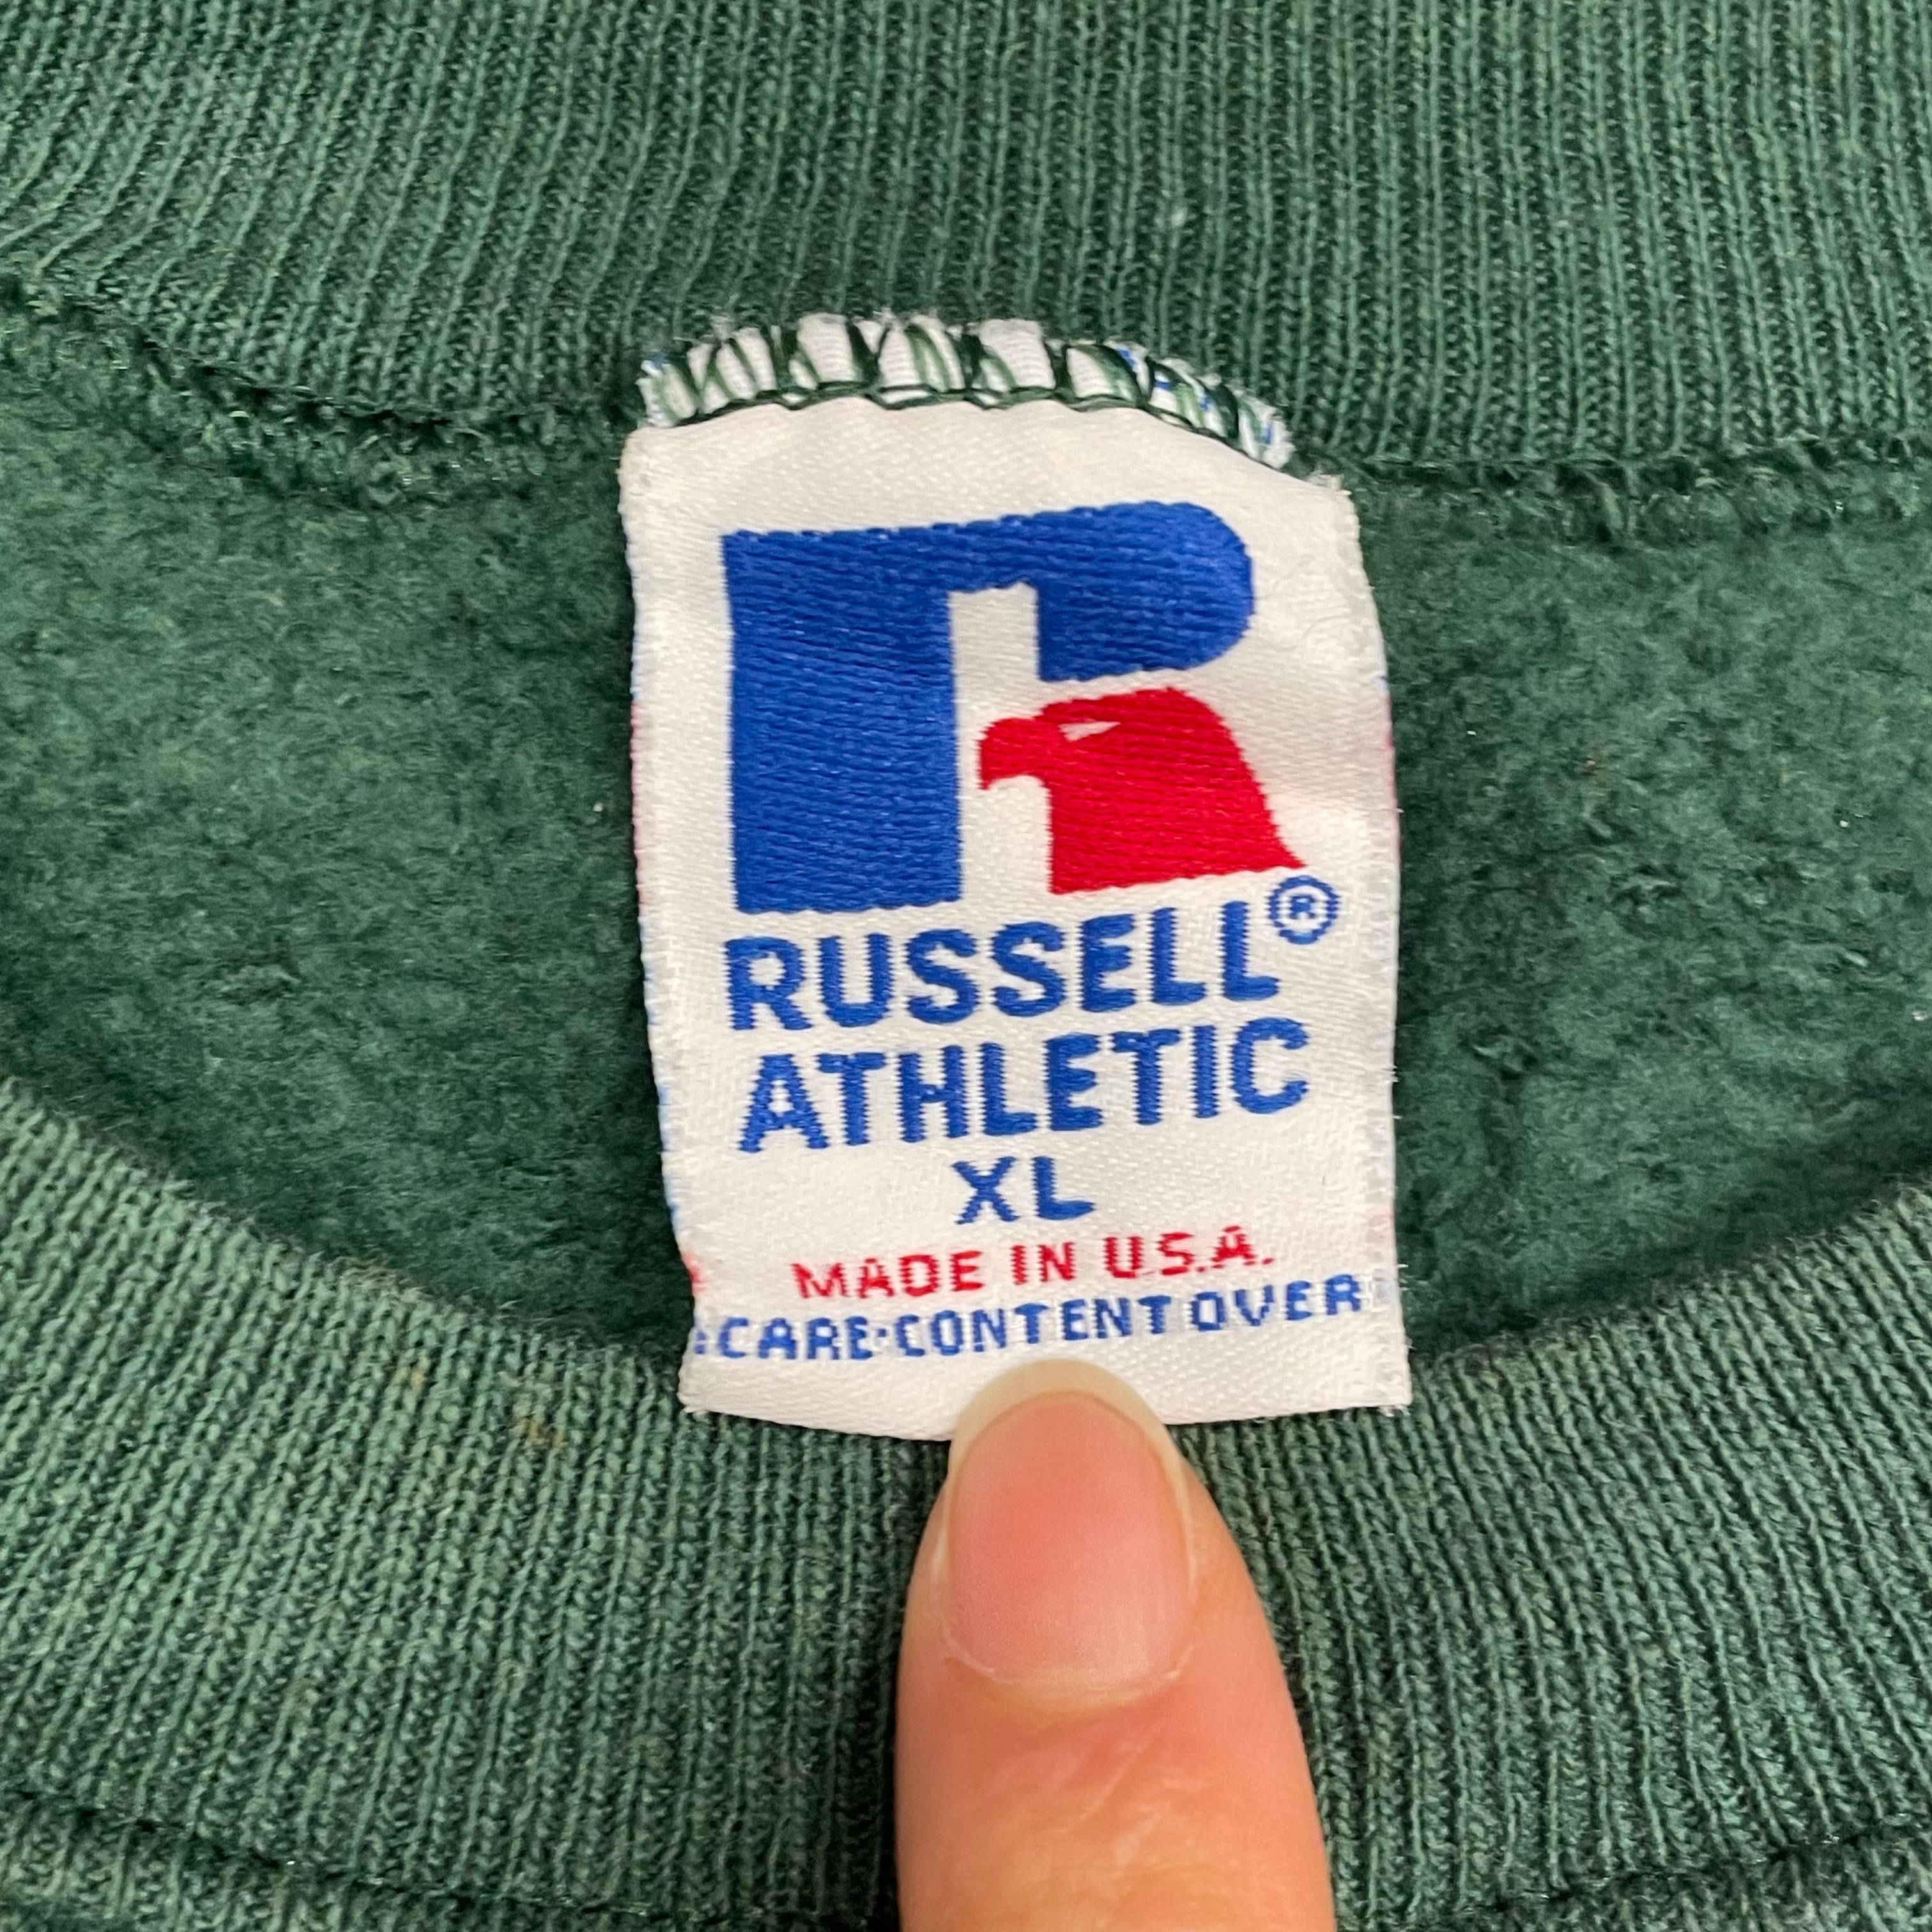 RUSSELL®
ATHLETIC
XL
MADE IN U.S.A.
CARE·CONTENT OVER